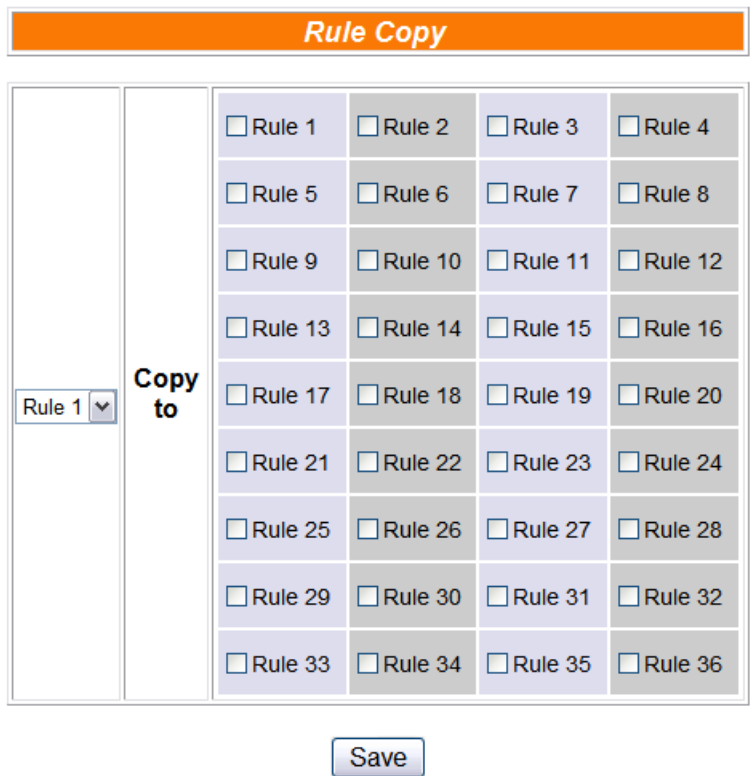 Rule Copy
Rule 1 Rule 2 Rule 3 Rule 4
Rule 5 Rule 6 Rule 7 Rule 8
Rule 9 Rule 10 Rule 11 Rule 12
Rule 13 Rule 14 Rule 15 Rule 16
Rule 1
Copy
to
Rule 17 Rule 18 Rule 19 Rule 20
Rule 21 Rule 22 Rule 23 Rule 24
Rule 25 Rule 26 Rule 27 Rule 28
Rule 29 Rule 30 Rule 31 Rule 32
Rule 33 Rule 34 Rule 35 Rule 36
Save